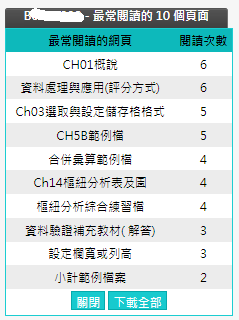 - 最常閱讀的 10 個頁面
最常閱讀的網頁 閱讀次數
CH01概說 6
資料處理與應用(評分方式) 6
Ch03選取與設定儲存格格式 5
CH5B範例檔 5
合併彙算範例檔 4
Ch14樞紐分析表及圖 4
樞紐分析綜合練習檔 4
資料驗證補充教材( 解答) 3
設定欄寬或列高 3
小計範例檔案 2
關閉 下載全部